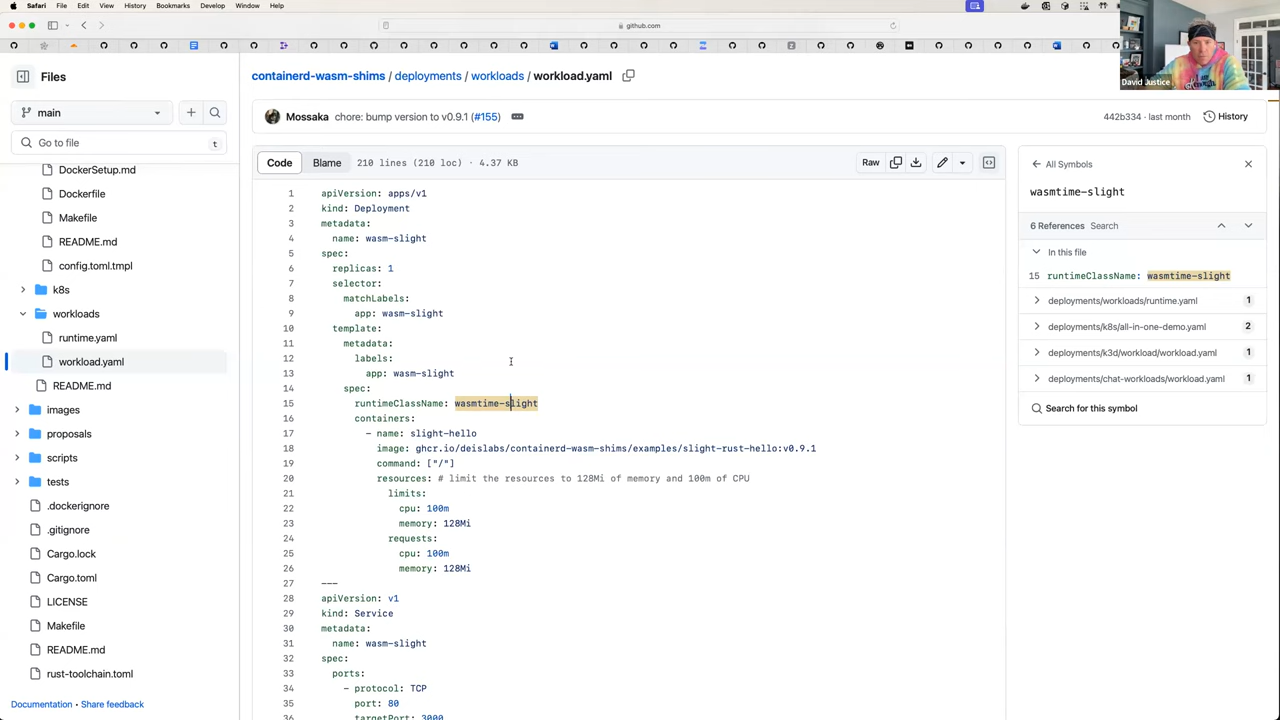 Safari File Edit View History Bookmarks Develop Window Help
github.com
David Justice
Files
main
Go to file
t
DockerSetup.md
Dockerfile
Makefile
README.md
config.toml.tmpl
k8s
workloads
runtime.yaml
workload.yaml
README.md
images
proposals
scripts
tests
.dockerignore
.gitignore
Cargo.lock
Cargo.toml
LICENSE
Makefile
README.md
rust-toolchain.toml
Documentation • Share feedback
containerd-wasm-shims / deployments / workloads / workload.yaml
Mossaka chore: bump version to v0.9.1 (#155)
442b334 · last month
History
Code Blame 210 lines (210 loc) · 4.37 KB
Raw
1 apiVersion: apps/v1
2 kind: Deployment
3 metadata:
4 name: wasm-slight
5 spec:
6 replicas: 1
7 selector:
8 matchLabels:
9 app: wasm-slight
10 template:
11 metadata:
12 labels:
13 app: wasm-slight
14 spec:
15 runtimeClassName: wasmtime-slight
16 containers:
17 - name: slight-hello
18 image: ghcr.io/deislabs/containerd-wasm-shims/examples/slight-rust-hello:v0.9.1
19 command: ["/"]
20 resources: # limit the resources to 128Mi of memory and 100m of CPU
21 limits:
22 cpu: 100m
23 memory: 128Mi
24 requests:
25 cpu: 100m
26 memory: 128Mi
27 ---
28 apiVersion: v1
29 kind: Service
30 metadata:
31 name: wasm-slight
32 spec:
33 ports:
34 - protocol: TCP
35 port: 80
36 targetPort: 3000
All Symbols
wasmtime-slight
6 References Search
In this file
15 runtimeClassName: wasmtime-slight
deployments/workloads/runtime.yaml 1
deployments/k8s/all-in-one-demo.yaml 2
deployments/k3d/workload/workload.yaml 1
deployments/chat-workloads/workload.yaml 1
Search for this symbol